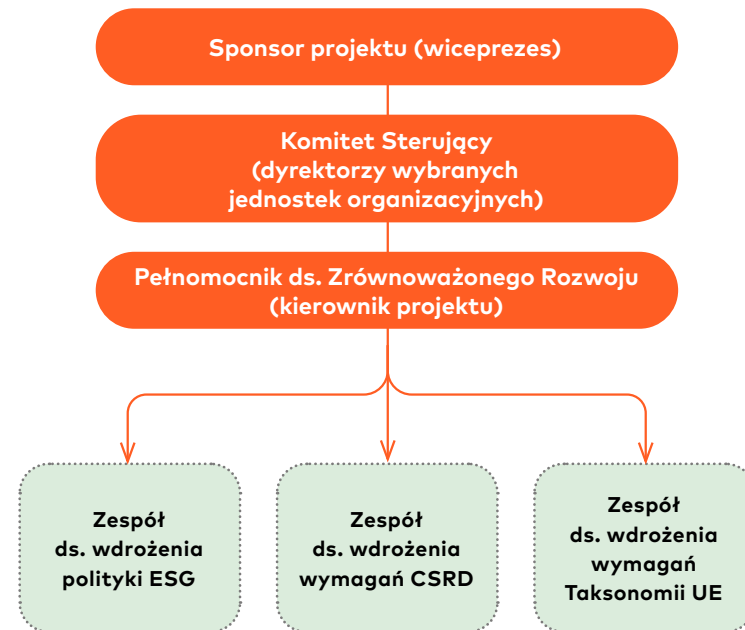 Sponsor projektu (wiceprezes)
Komitet Sterujący
(dyrektorzy wybranych
jednostek organizacyjnych)
Pełnomocnik ds. Zrównoważonego Rozwoju
(kierownik projektu)
Zespół
ds. wdrożenia
polityki ESG
Zespół
ds. wdrożenia
wymagań CSRD
Zespół
ds. wdrożenia
wymagań
Taksonomii UE